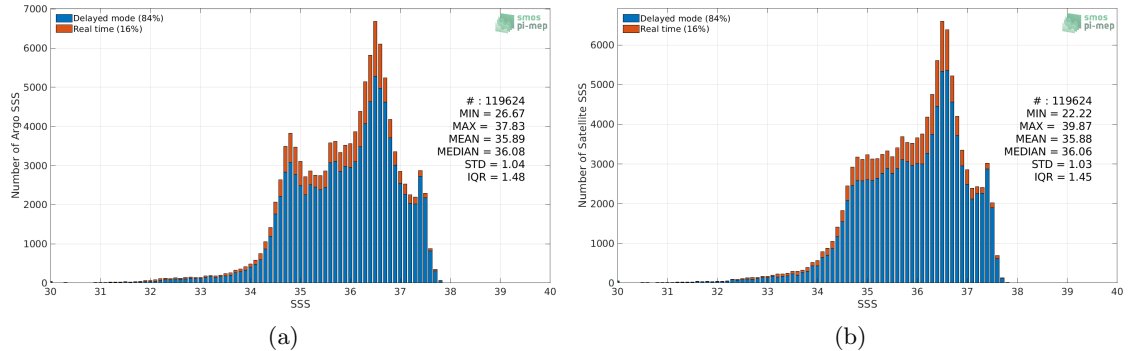 7000
6000
5000
4000
3000
2000
1000
0
Number of Argo SSS
Delayed mode (84%)
Real time (16%)
smos
pi-mep
# : 119624
MIN = 26.67
MAX = 37.83
MEAN = 35.89
MEDIAN = 36.08
STD = 1.04
IQR = 1.48
30 31 32 33 34 35 36 37 38 39 40
SSS
(a)
6000
5000
4000
3000
2000
1000
0
Number of Satellite SSS
Delayed mode (84%)
Real time (16%)
smos
pi-mep
# : 119624
MIN = 22.22
MAX = 39.87
MEAN = 35.88
MEDIAN = 36.06
STD = 1.03
IQR = 1.45
30 31 32 33 34 35 36 37 38 39 40
SSS
(b)